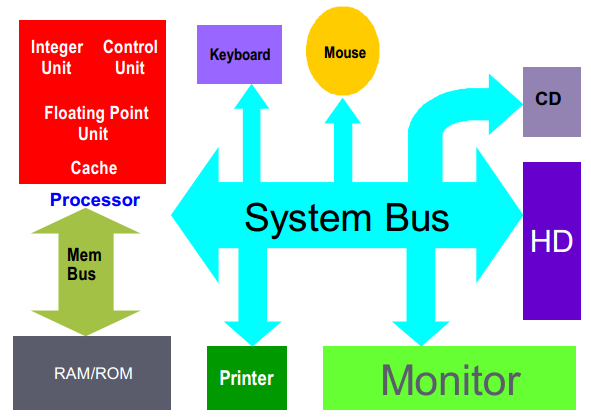 Integer
Unit
Control
Unit
Floating Point
Unit
Cache
Processor
Keyboard
Mouse
CD
System Bus
HD
Mem
Bus
RAM/ROM
Printer
Monitor